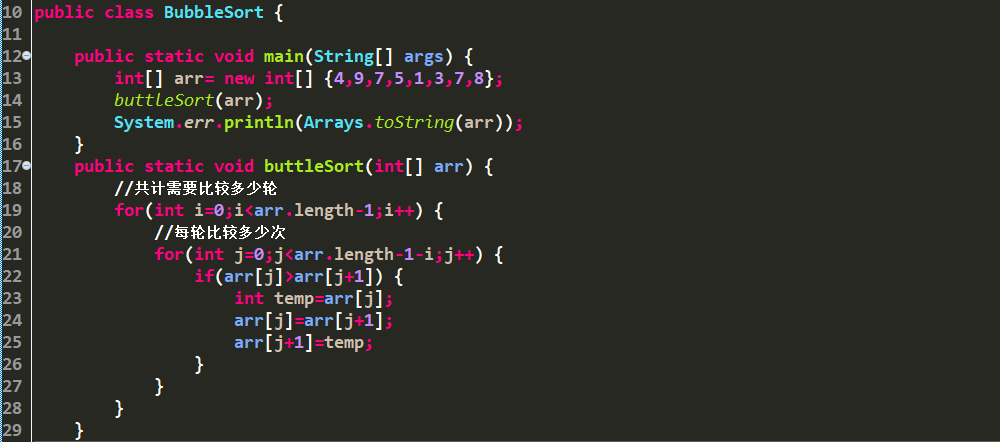 10 public class BubbleSort {
11
12 public static void main(String[] args) {
13 int[] arr= new int[] {4,9,7,5,1,3,7,8};
14 buttleSort(arr);
15 System.err.println(Arrays.toString(arr));
16 }
17 public static void buttleSort(int[] arr) {
18 //共计需要比较多少轮
19 for(int i=0;i<arr.length-1;i++) {
20 //每轮比较多少次
21 for(int j=0;j<arr.length-1-i;j++) {
22 if(arr[j]>arr[j+1]) {
23 int temp=arr[j];
24 arr[j]=arr[j+1];
25 arr[j+1]=temp;
26 }
27 }
28 }
29 }